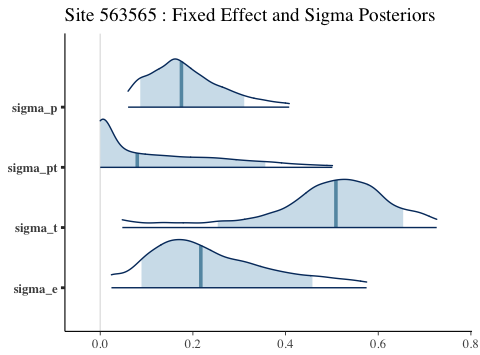 Site 563565 : Fixed Effect and Sigma Posteriors
sigma_p
sigma_pt
sigma_t
sigma_e
0.0 0.2 0.4 0.6 0.8